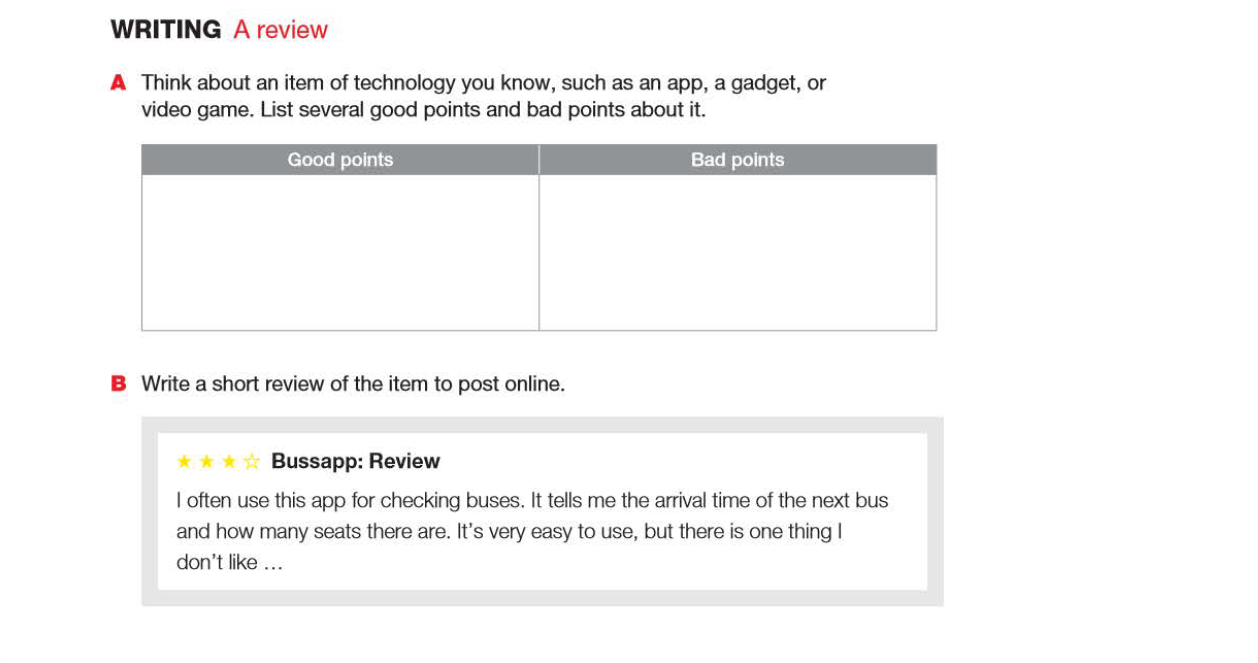 WRITING A review
A Think about an item of technology you know, such as an app, a gadget, or
video game. List several good points and bad points about it.
Good points Bad points
B Write a short review of the item to post online.
★ ★ ★ ☆ Bussapp: Review
I often use this app for checking buses. It tells me the arrival time of the next bus
and how many seats there are. It's very easy to use, but there is one thing I
don't like ...